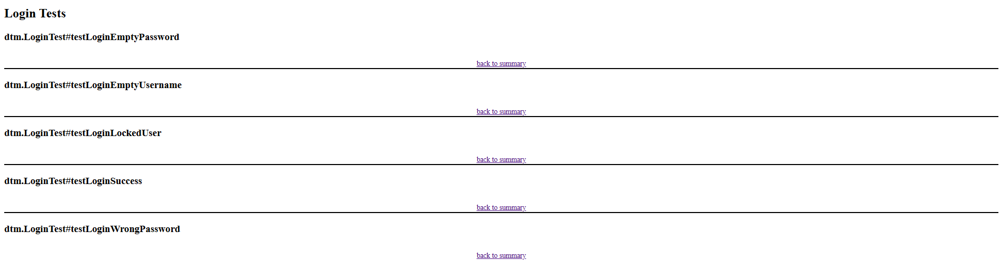 Login Tests
dtm.LoginTest#testLoginEmptyPassword
back to summary
dtm.LoginTest#testLoginEmptyUsername
back to summary
dtm.LoginTest#testLoginLockedUser
back to summary
dtm.LoginTest#testLoginSuccess
back to summary
dtm.LoginTest#testLoginWrongPassword
back to summary